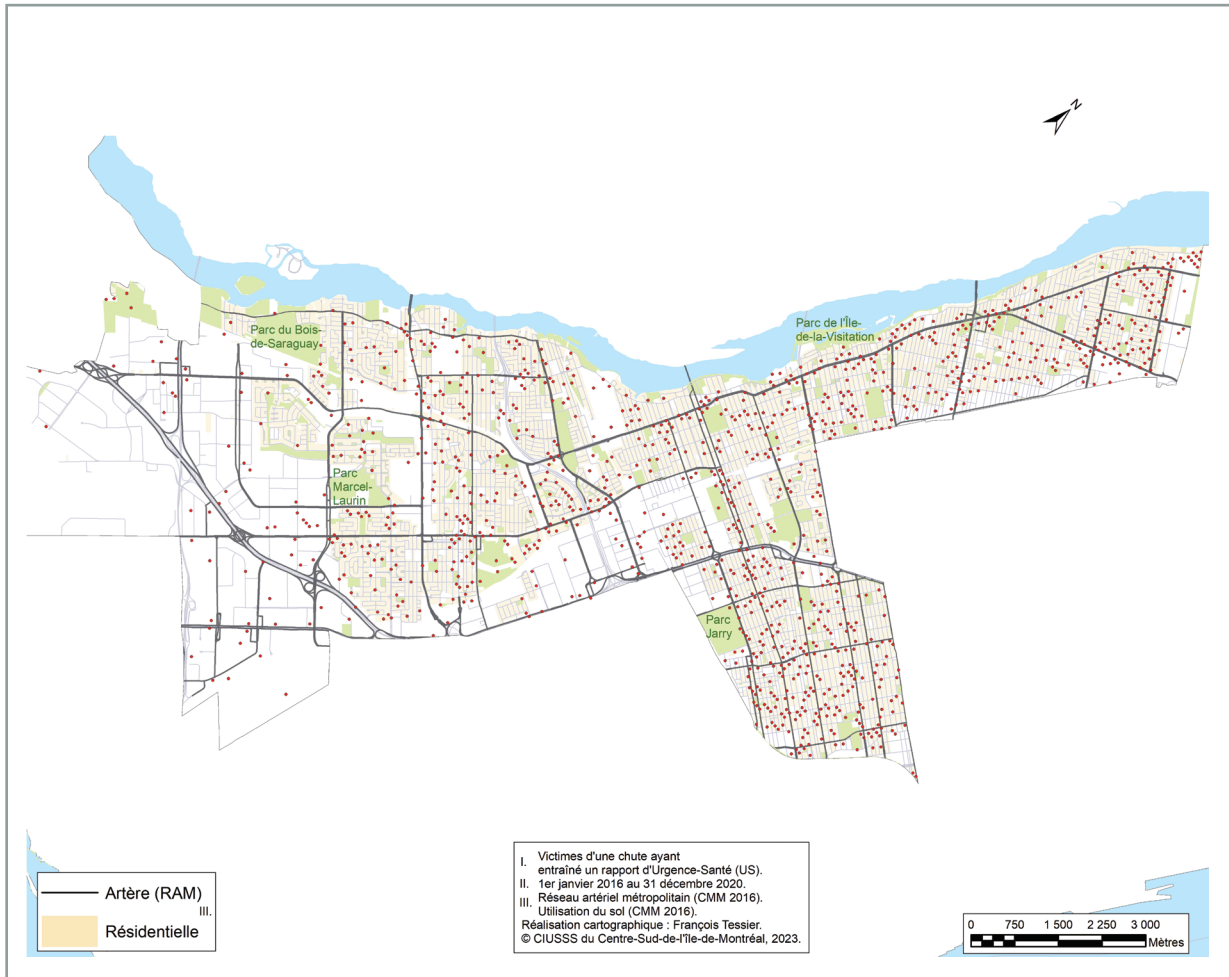 N
Parc du Bois-
de-Saraguay
Parc de l'Île-
de-la-Visitation
Parc
Marcel-
Laurin
Parc
Jarry
Artère (RAM)
III.
Résidentielle
I. Victimes d'une chute ayant
entraîné un rapport d'Urgence-Santé (US).
II. 1er janvier 2016 au 31 décembre 2020.
III. Réseau artériel métropolitain (CMM 2016).
Utilisation du sol (CMM 2016).
Réalisation cartographique : François Tessier.
© CIUSSS du Centre-Sud-de-l'île-de-Montréal, 2023.
0 750 1 500 2 250 3 000
Mètres